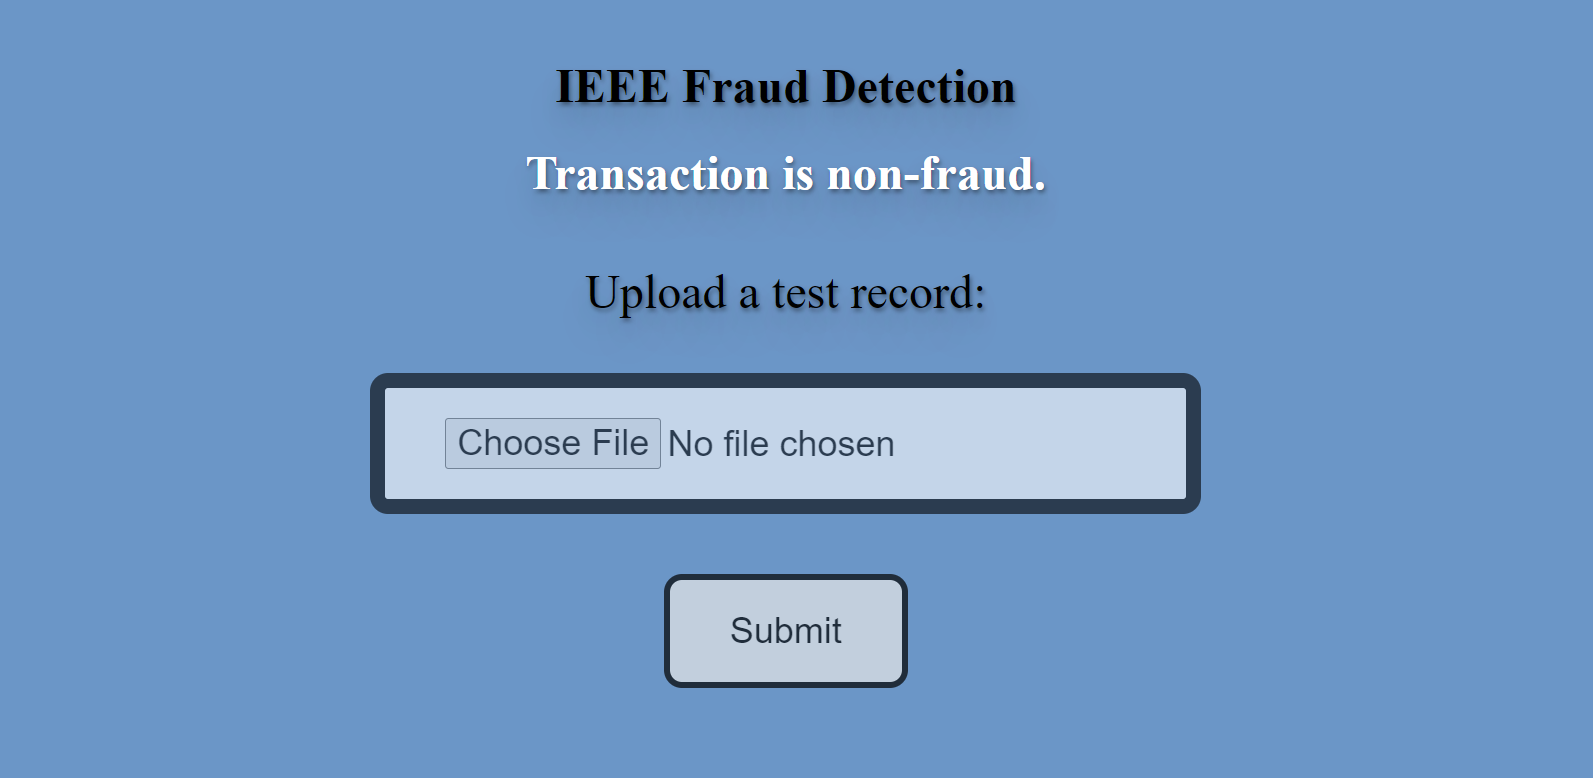 IEEE Fraud Detection
Transaction is non-fraud.
Upload a test record:
Choose File No file chosen
Submit